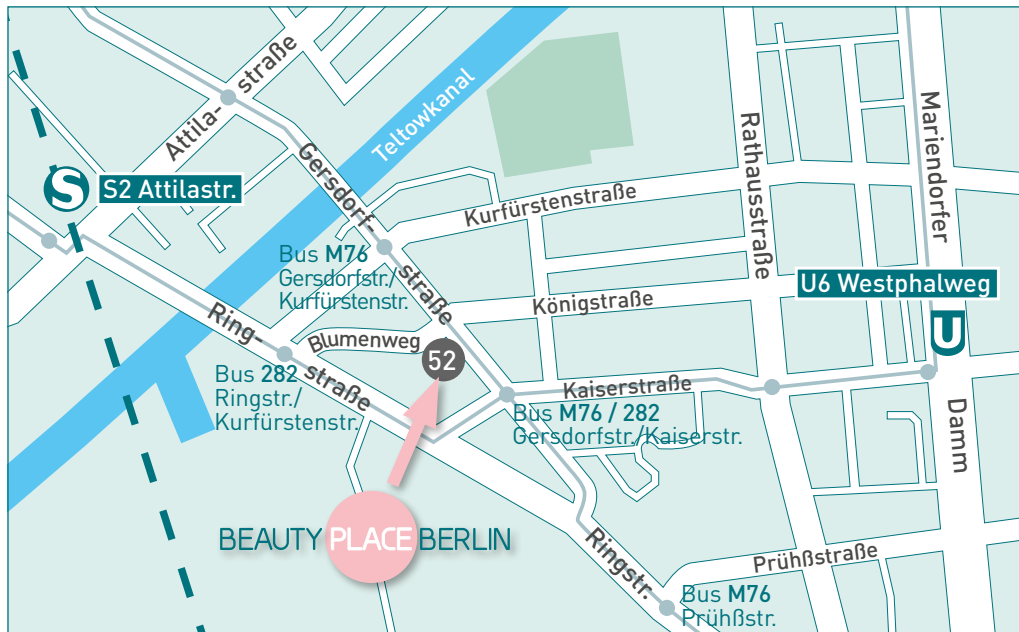 Attila-
straße
Teltowkanal
Mariendorfer
Damm
Rathausstraße
S
S2 Attilastr.
Gersdorf-
straße
Kurfürstenstraße
Bus M76
Gersdorfstr./
Kurfürstenstr.
U6 Westphalweg
U
Königstraße
Ring-
straße
Blumenweg
52
Bus 282
Ringstr./
Kurfürstenstr.
Kaiserstraße
Bus M76 / 282
Gersdorfstr./Kaiserstr.
BEAUTY PLACE BERLIN
Ringstr.
Prühßstraße
Bus M76
Prühßstr.